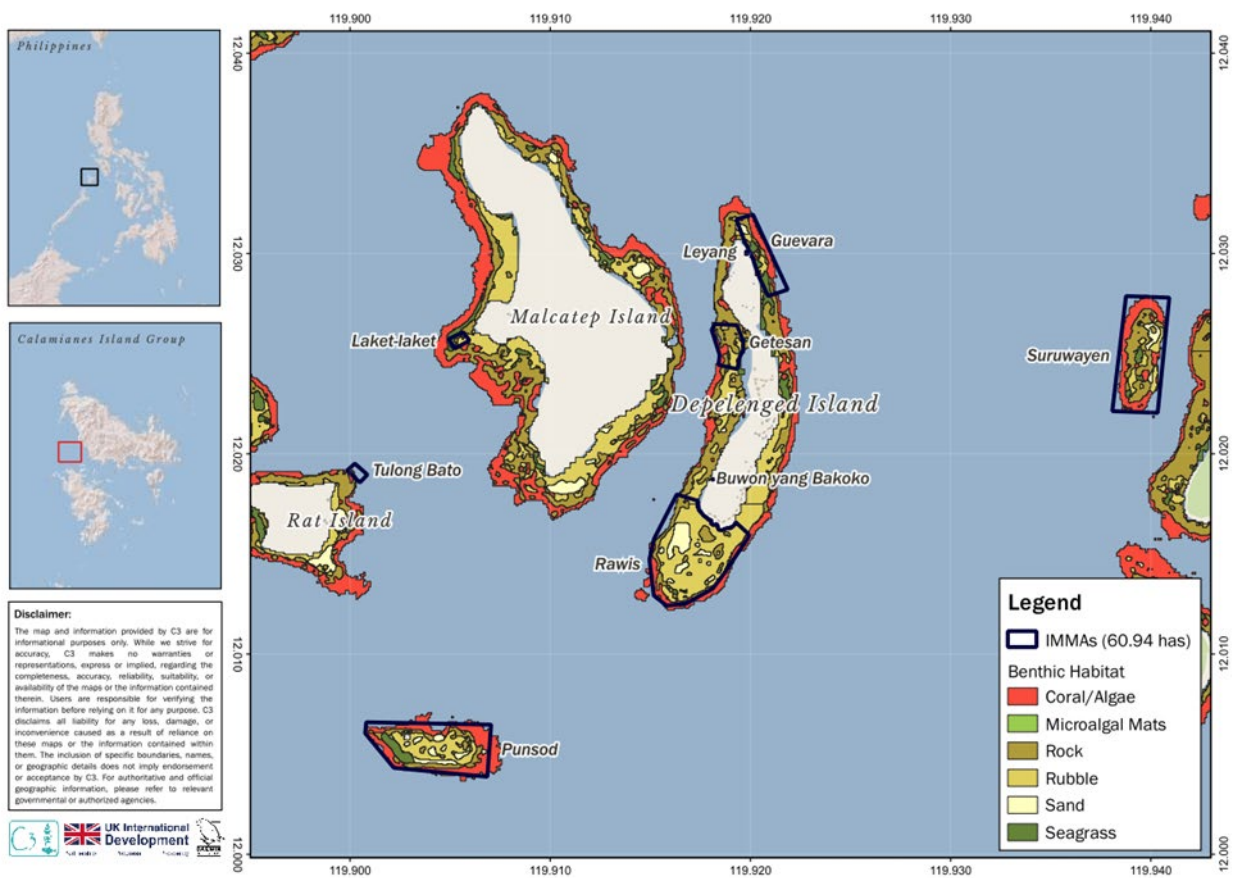 Philippines
Calamianes Island Group
Disclaimer:
The map and information provided by C3 are for
informational purposes only. While we strive for
accuracy, C3 makes no warranties or
representations, express or implied, regarding the
completeness, accuracy, reliability, suitability, or
availability of the maps or the information contained
therein. Users are responsible for verifying the
information before relying on it for any purpose. C3
disclaims all liability for any loss, damage, or
inconvenience caused as a result of reliance on
these maps or the information contained within
them. The inclusion of specific boundaries, names,
or geographic details does not imply endorsement
or acceptance by C3. For authoritative and official
geographic information, please refer to relevant
governmental or authorized agencies.
C3
UK International
Development
119.900 119.910 119.920 119.930 119.940
12.040 12.040
12.030 12.030
12.020 12.020
12.010 12.010
12.000 12.000
Guevara
Leyang
Malcatep Island
Laket-laket
Getesan
Suruwayen
Depelenged Island
Tulong Bato
Buwon yang Bakoko
Rat Island
Rawis
Punsod
Legend
IMMAs (60.94 has)
Benthic Habitat
Coral/Algae
Microalgal Mats
Rock
Rubble
Sand
Seagrass
119.900 119.910 119.920 119.930 119.940